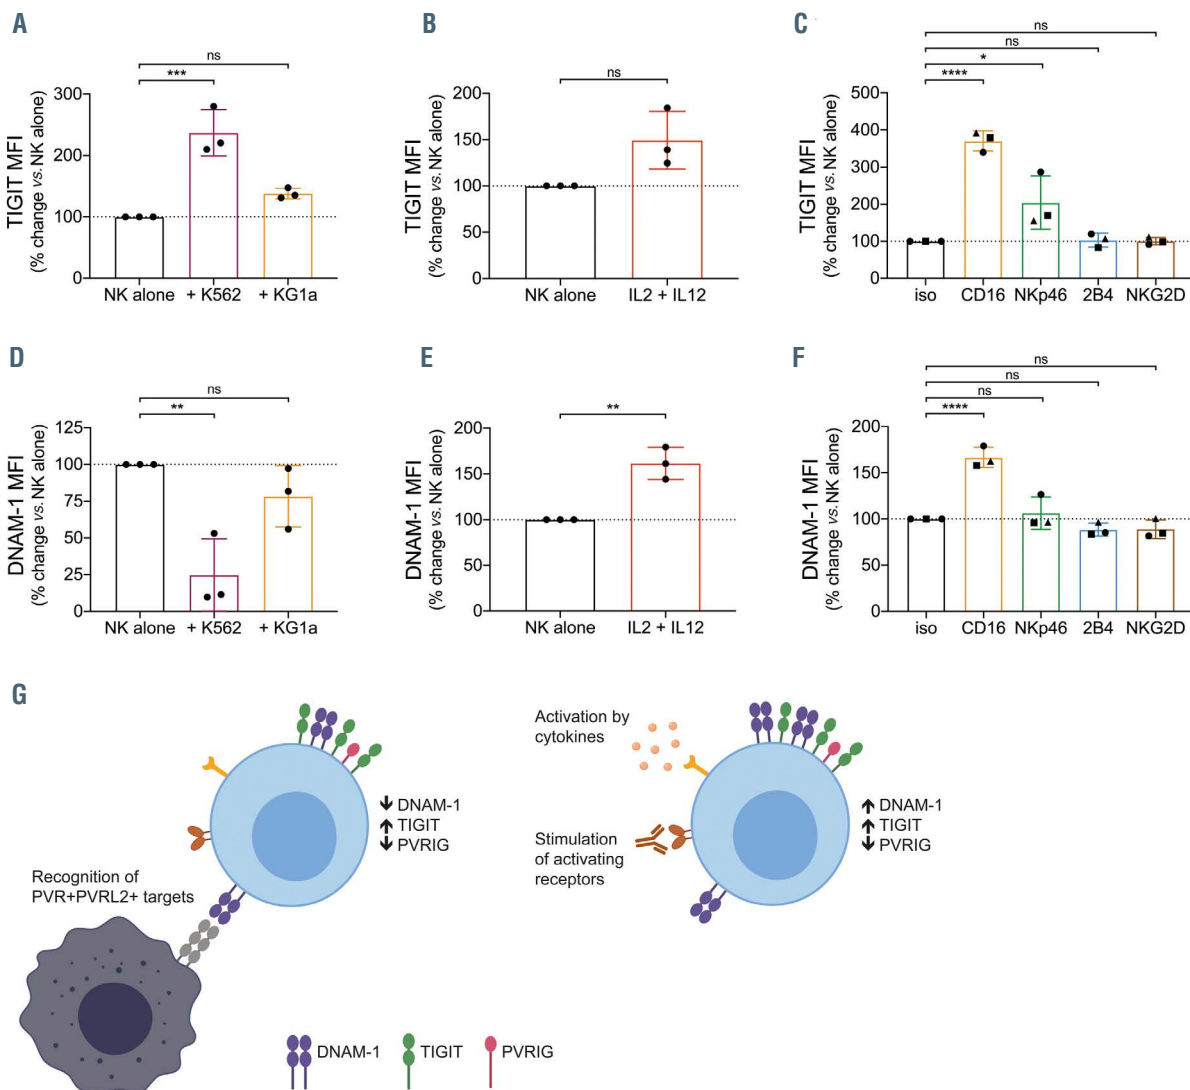 A
TIGIT MFI
(% change vs. NK alone)
ns
***
300
200
100
0
NK alone
+ K562
+ KG1a
B
TIGIT MFI
(% change vs. NK alone)
ns
200
150
100
50
0
NK alone
IL2 + IL12
C
TIGIT MFI
(% change vs. NK alone)
ns
ns
*
****
500
400
300
200
100
0
iso
CD16
NKp46
2B4
NKG2D
D
DNAM-1 MFI
(% change vs. NK alone)
ns
**
125
100
75
50
25
0
NK alone
+ K562
+ KG1a
E
DNAM-1 MFI
(% change vs. NK alone)
**
200
150
100
50
0
NK alone
IL2 + IL12
F
DNAM-1 MFI
(% change vs. NK alone)
ns
ns
ns
****
200
150
100
50
0
iso
CD16
NKp46
2B4
NKG2D
G
Recognition of
PVR+PVRL2+ targets
DNAM-1
TIGIT
PVRIG
Activation by
cytokines
Stimulation
of activating
receptors
DNAM-1
TIGIT
PVRIG
DNAM-1
TIGIT
PVRIG